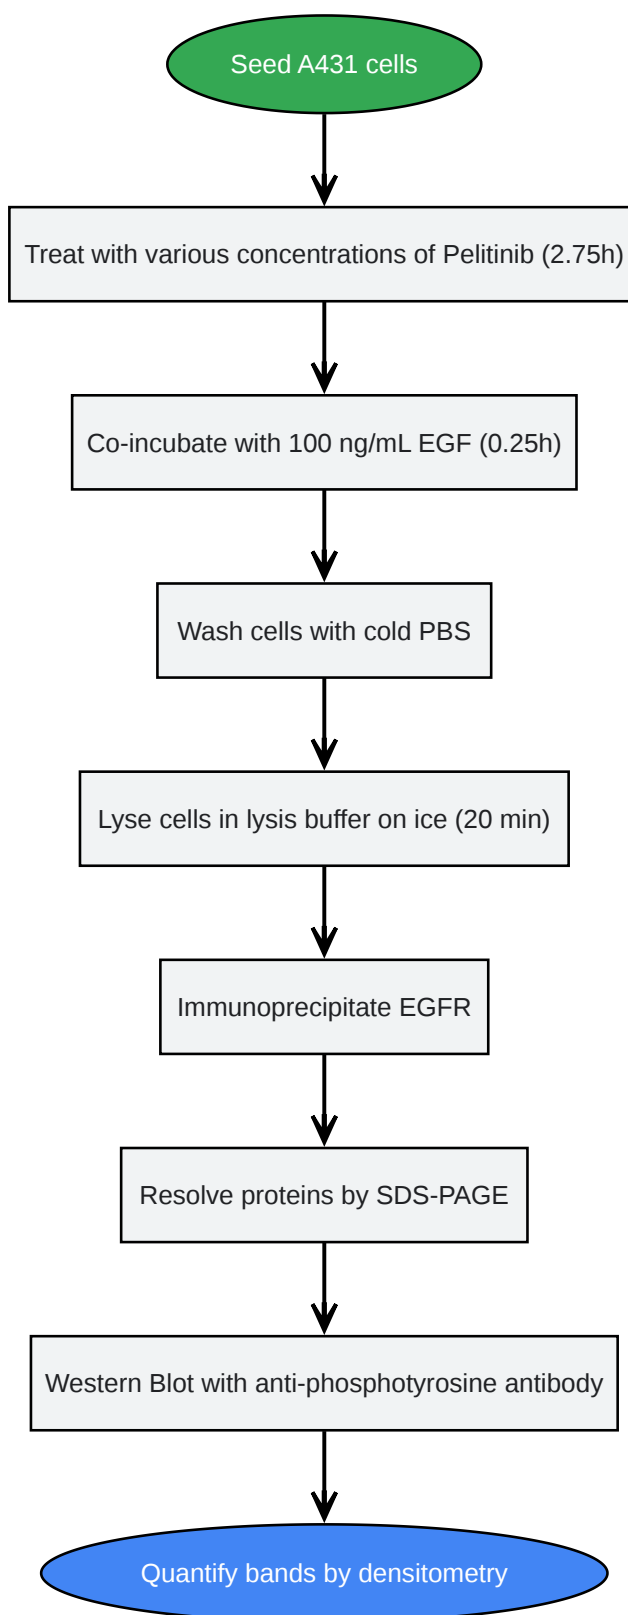 Seed A431 cells
Treat with various concentrations of Pelitinib (2.75h)
Co-incubate with 100 ng/mL EGF (0.25h)
Wash cells with cold PBS
Lyse cells in lysis buffer on ice (20 min)
Immunoprecipitate EGFR
Resolve proteins by SDS-PAGE
Western Blot with anti-phosphotyrosine antibody
Quantify bands by densitometry